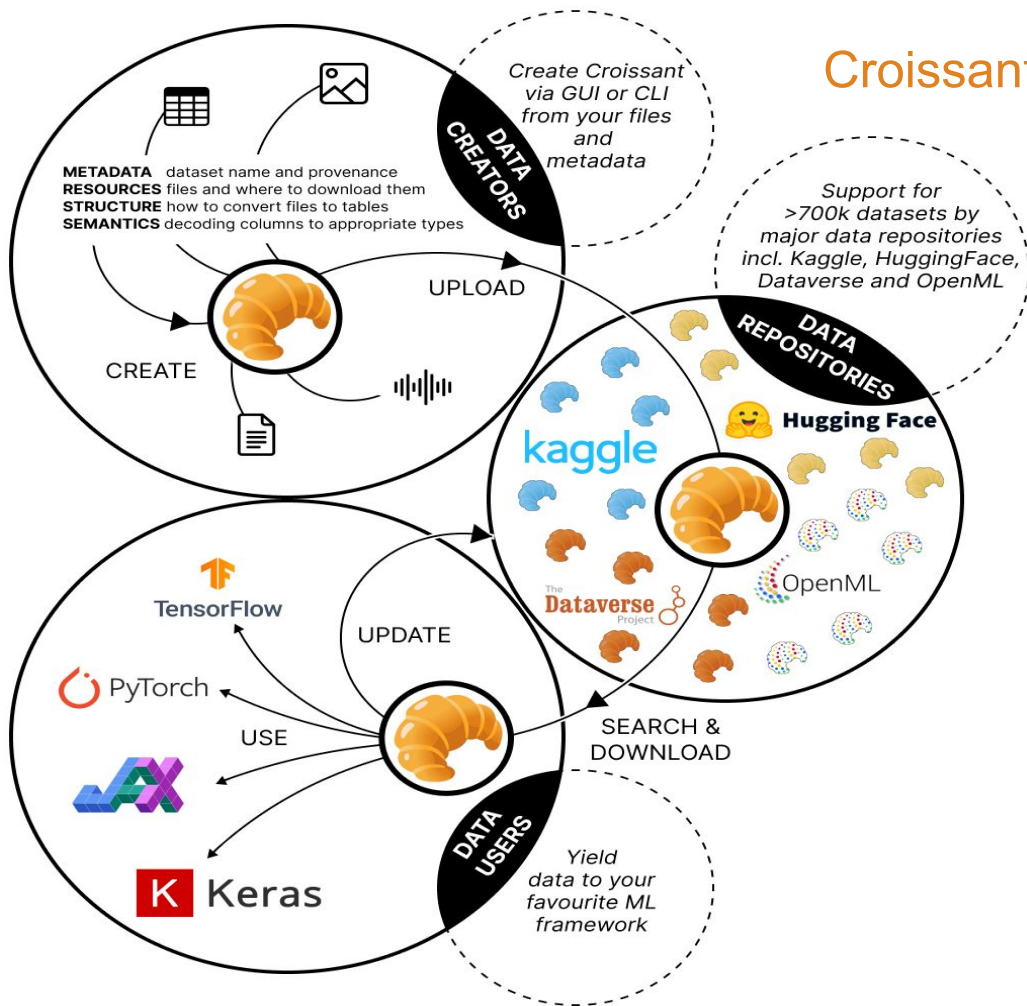 Croissant
Create Croissant
via GUI or CLI
from your files
and
metadata
DATA
CREATORS
METADATA dataset name and provenance
RESOURCES files and where to download them
STRUCTURE how to convert files to tables
SEMANTICS decoding columns to appropriate types
UPLOAD
CREATE
Support for
>700k datasets by
major data repositories
incl. Kaggle, HuggingFace,
Dataverse and OpenML
DATA
REPOSITORIES
kaggle
Hugging Face
The
Dataverse
Project
OpenML
TensorFlow
UPDATE
PyTorch
USE
SEARCH &
DOWNLOAD
JAX
K Keras
DATA
USERS
Yield
data to your
favourite ML
framework